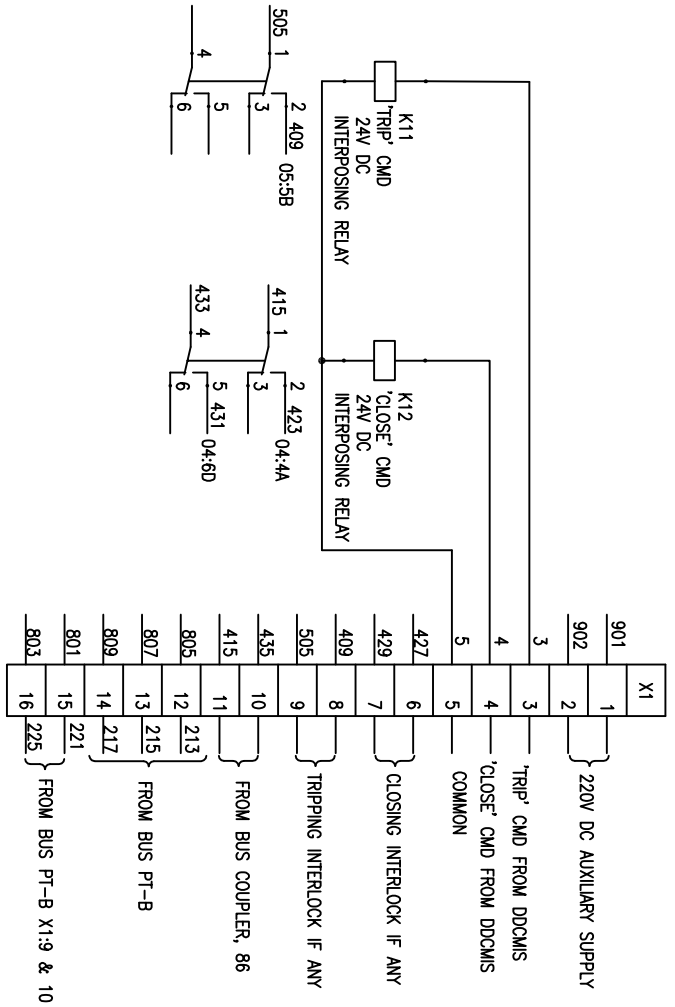 220V DC AUXILIARY SUPPLY
'TRIP' CMD FROM DDCMIS
'CLOSE' CMD FROM DDCMIS
COMMON
CLOSING INTERLOCK IF ANY
TRIPPING INTERLOCK IF ANY
FROM BUS COUPLER, 86
FROM BUS PT-B
FROM BUS PT-B X1:9 & 10
213
215
217
221
225
X1
1
2
3
4
5
6
7
8
9
10
11
12
13
14
15
16
901
902
3
4
5
427
429
409
505
435
415
805
807
809
801
803
K11
'TRIP' CMD
24V DC
INTERPOSING RELAY
K12
'CLOSE' CMD
24V DC
INTERPOSING RELAY
505 1
2 409
3
05:5B
4
5
6
415 1
2 423
3
04:4A
433 4
5 431
6
04:6D